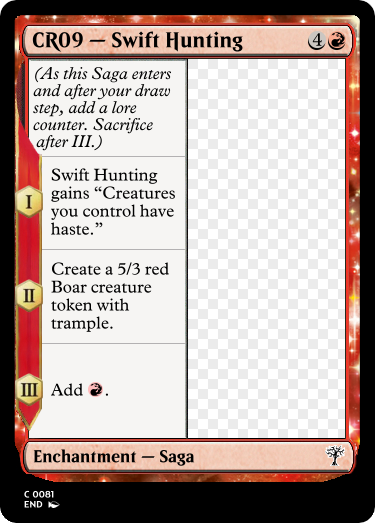 CR09 — Swift Hunting 4
(As this Saga enters
and after your draw
step, add a lore
counter. Sacrifice
after III.)
I
Swift Hunting
gains “Creatures
you control have
haste.”
II
Create a 5/3 red
Boar creature
token with
trample.
III
Add .
Enchantment — Saga
C 0081
END